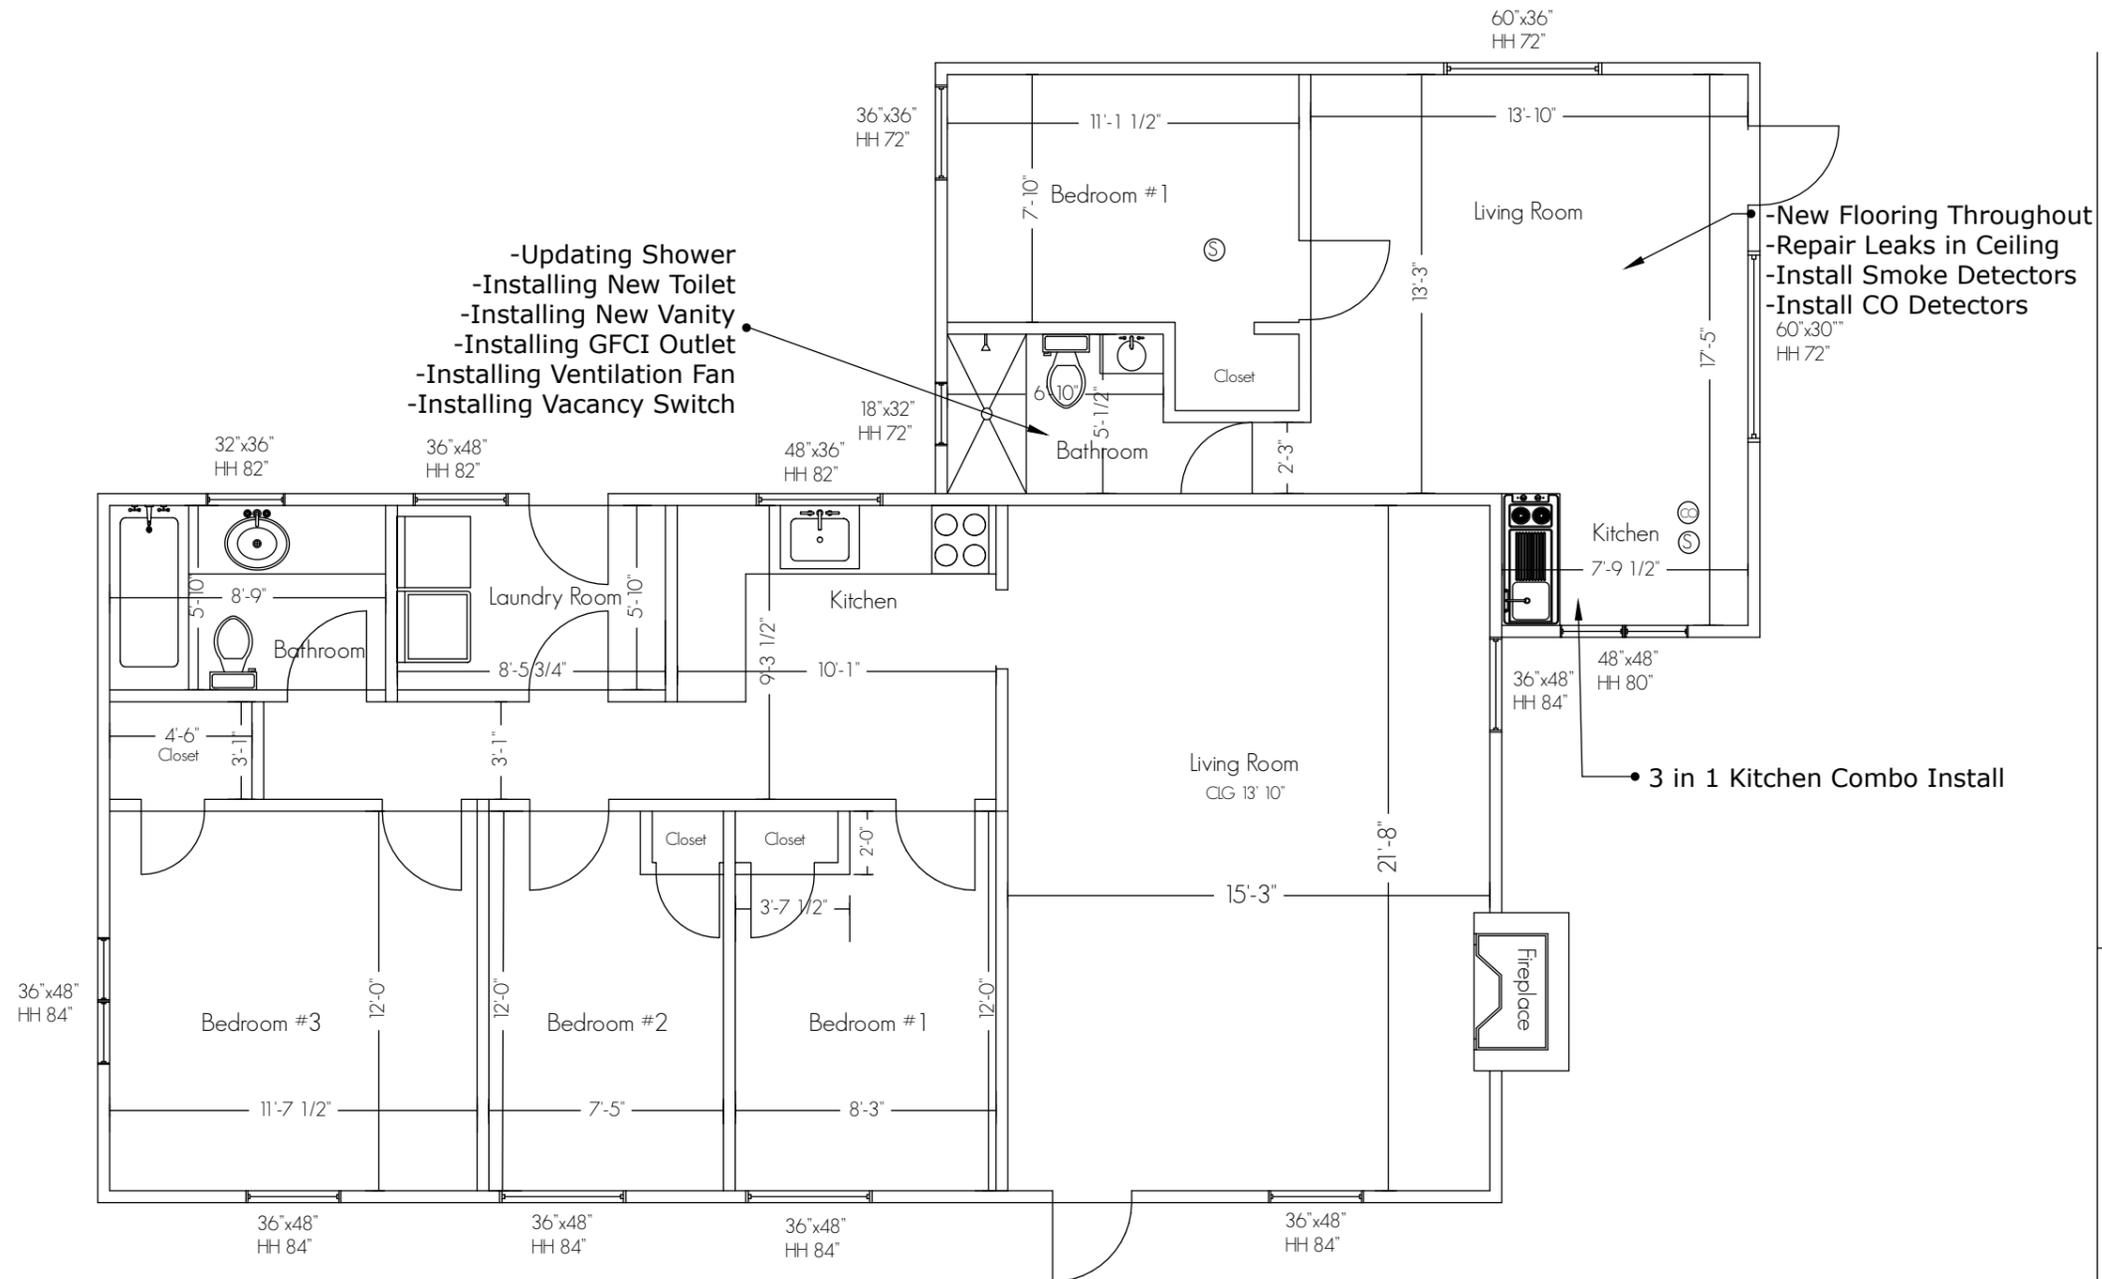 60"x36"
HH 72"
36"x36"
HH 72"
11'-1 1/2"
13'-10"
7'-10"
Bedroom #1
Living Room
S
13'-3"
17'-5"
-New Flooring Throughout
-Repair Leaks in Ceiling
-Install Smoke Detectors
-Install CO Detectors
60"x30""
HH 72"
-Updating Shower
-Installing New Toilet
-Installing New Vanity
-Installing GFCI Outlet
-Installing Ventilation Fan
-Installing Vacancy Switch
18"x32"
HH 72"
6'-10"
5'-1/2"
Closet
Bathroom
2'-3"
32"x36"
HH 82"
36"x48"
HH 82"
48"x36"
HH 82"
Kitchen
S
7'-9 1/2"
48"x48"
HH 80"
36"x48"
HH 84"
3 in 1 Kitchen Combo Install
5'-10"
8'-9"
Bathroom
Laundry Room
5'-10"
8'-5 3/4"
Kitchen
9'-3 1/2"
10'-1"
4'-6"
Closet
3'-1"
3'-1"
Living Room
CLG 13' 10"
21'-8"
15'-3"
Closet
Closet
2'-0"
3'-7 1/2"
Fireplace
36"x48"
HH 84"
Bedroom #3
12'-0"
12'-0"
Bedroom #2
Bedroom #1
12'-0"
11'-7 1/2"
7'-5"
8'-3"
36"x48"
HH 84"
36"x48"
HH 84"
36"x48"
HH 84"
36"x48"
HH 84"